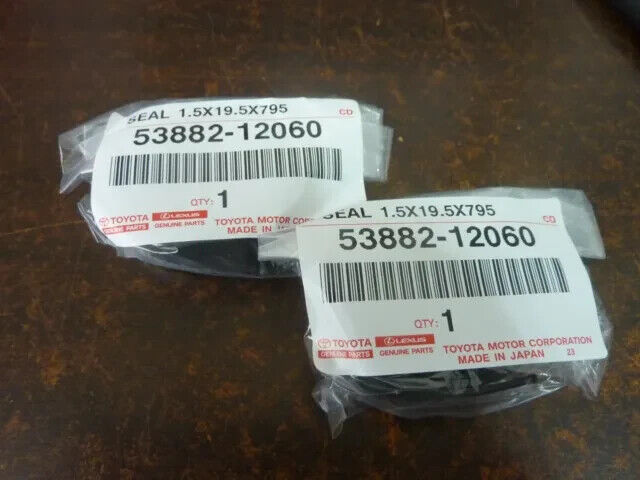 SEAL 1.5X19.5X795
CD
53882-12060
QTY: 1
TOYOTA
GENUINE PARTS
LEXUS
GENUINE PARTS
TOYOTA MOTOR CORPORATION
MADE IN
SEAL 1.5X19.5X795
CD
53882-12060
QTY: 1
TOYOTA
GENUINE PARTS
LEXUS
GENUINE PARTS
TOYOTA MOTOR CORPORATION
MADE IN JAPAN
23